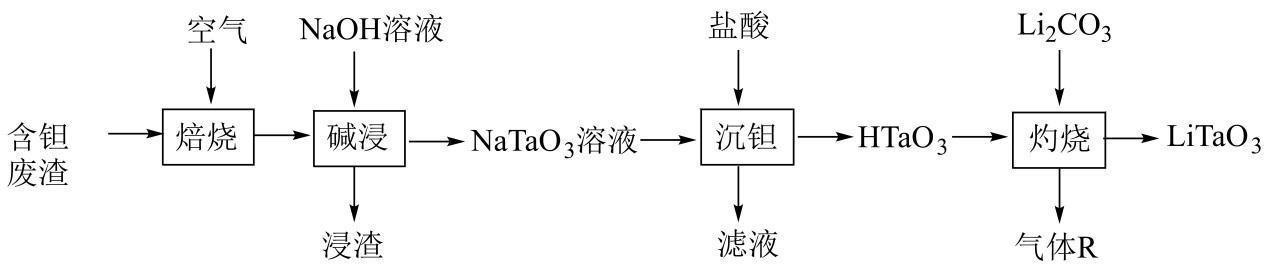 空气
NaOH溶液
盐酸
Li₂CO₃
含钽
废渣
焙烧
碱浸
NaTaO₃溶液
沉钽
HTaO₃
灼烧
LiTaO₃
浸渣
滤液
气体R